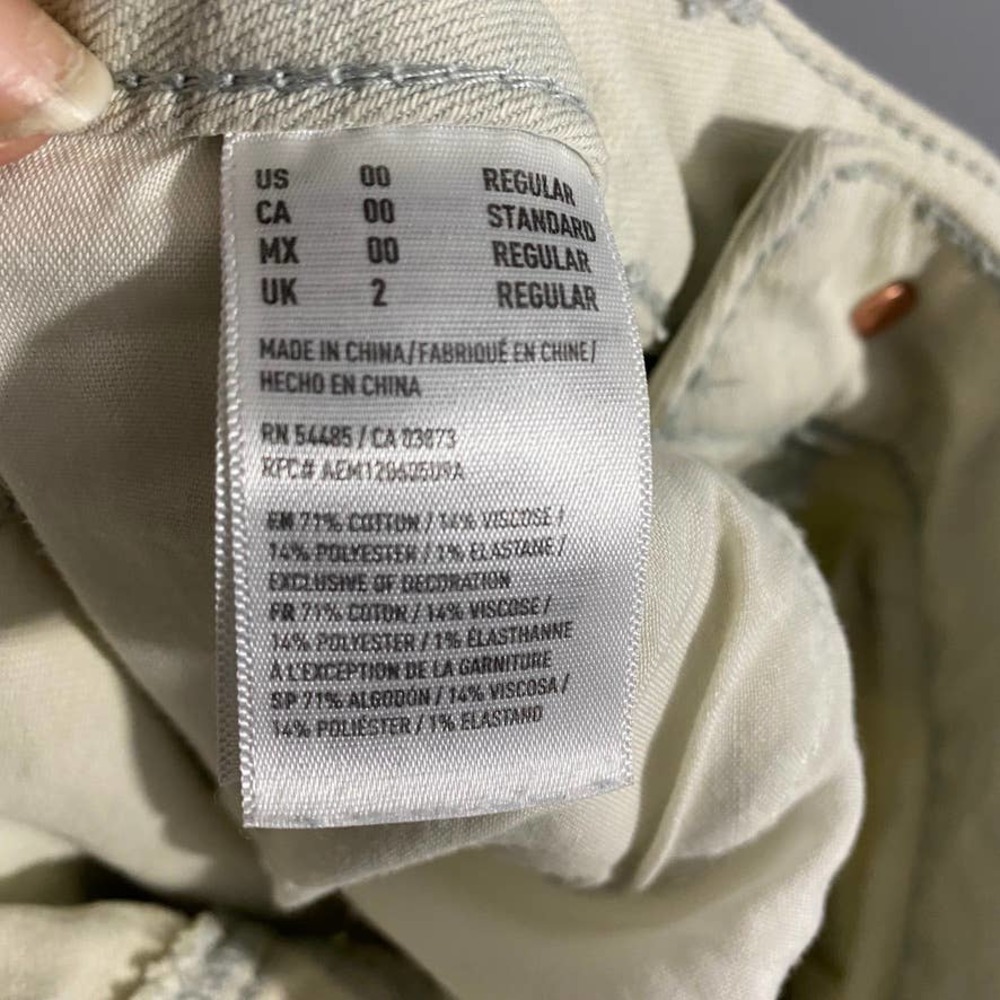 US 00 REGULAR
CA 00 STANDARD
MX 00 REGULAR
UK 2 REGULAR
MADE IN CHINA/FABRIQUÉ EN CHINE/
HECHO EN CHINA
RN 54485 / CA 03873
RPC#
EN 71% COTTON / 14% VISCOSE /
14% POLYESTER / 1% ELASTANE /
EXCLUSIVE OF DECORATION
FR 71% COTON / 14% VISCOSE /
14% POLYESTER / 1% ÉLASTHANNE
À L'EXCEPTION DE LA GARNITURE
SP 71% ALGODÓN / 14% VISCOSA /
14% POLIÉSTER / 1% ELASTANO